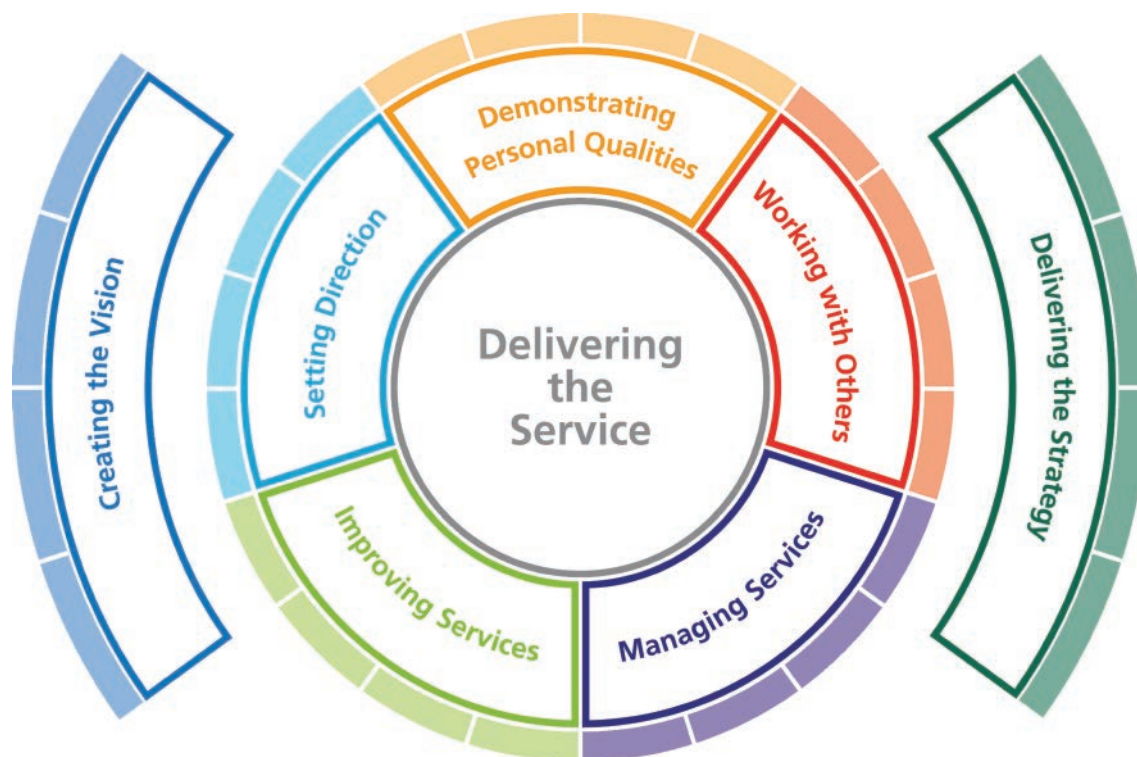 Demonstrating
Personal Qualities
Working with Others
Managing Services
Improving Services
Setting Direction
Delivering
the
Service
Creating the Vision
Delivering the Strategy